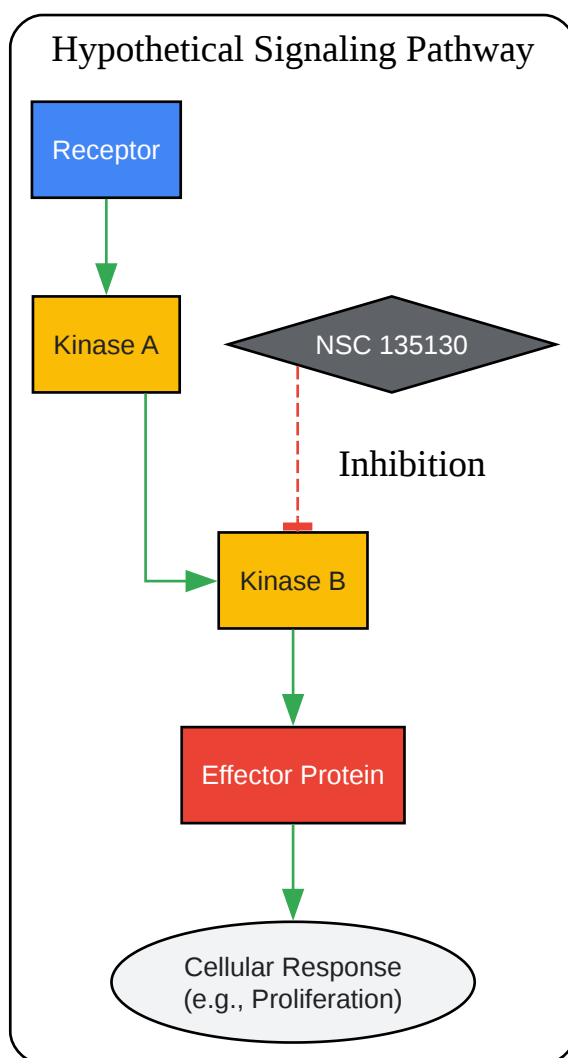 Hypothetical Signaling Pathway
Receptor
Kinase A
NSC 135130
Inhibition
Kinase B
Effector Protein
Cellular Response
(e.g., Proliferation)